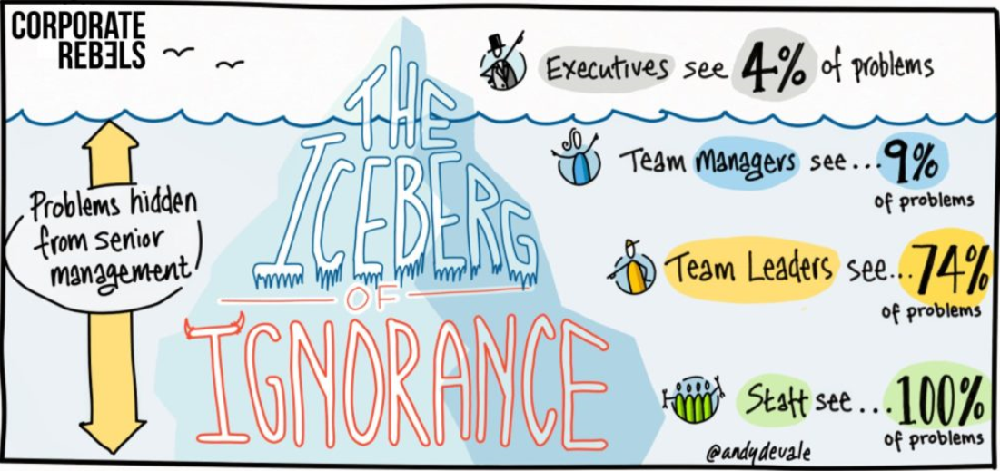 CORPORATE
REBƎLS
Executives see 4% of problems
THE
ICEBERG
OF
IGNORANCE
Problems hidden
from senior
management
Team Managers see...9%
of problems
Team Leaders see...74%
of problems
Staff see...100%
of problems
@andydevale